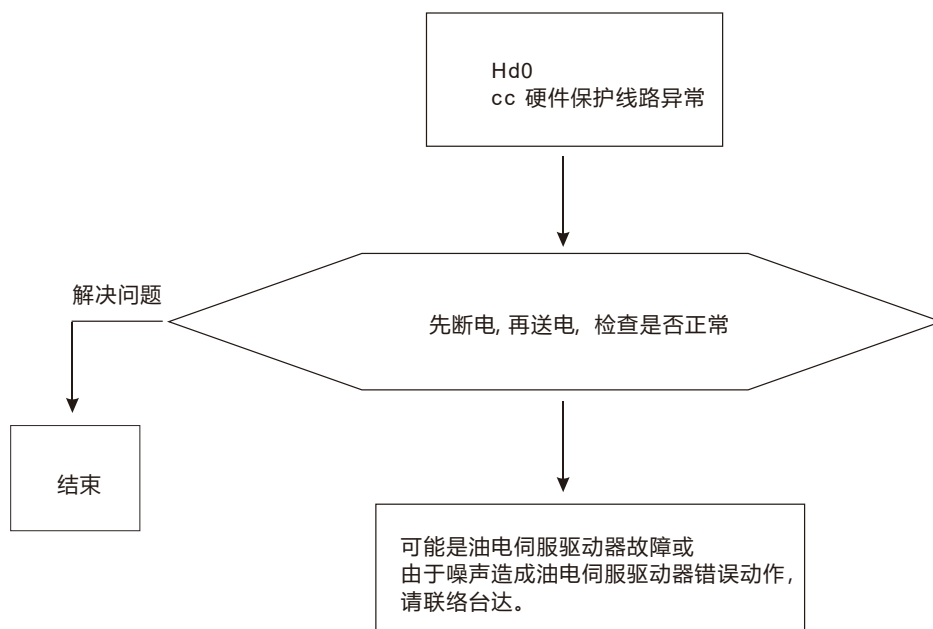 Hd0
cc 硬件保护线路异常
解决问题
先断电, 再送电, 检查是否正常
结束
可能是油电伺服驱动器故障或
由于噪声造成油电伺服驱动器错误动作,
请联络台达。